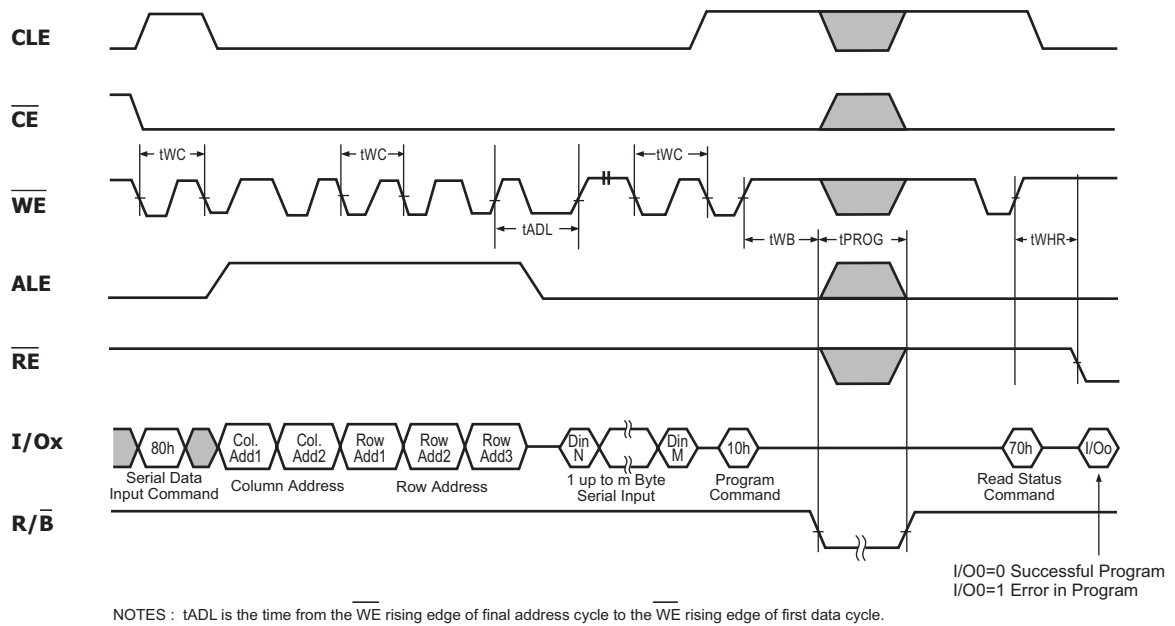 CLE
CE
tWC
tWC
tWC
WE
tADL
tWB
tPROG
tWHR
ALE
RE
I/Ox
80h
Col.
Add1
Col.
Add2
Row
Add1
Row
Add2
Row
Add3
Din
N
Din
M
10h
70h
I/Oo
Serial Data
Input Command
Column Address
Row Address
1 up to m Byte
Serial Input
Program
Command
Read Status
Command
R/B
I/O0=0 Successful Program
I/O0=1 Error in Program
NOTES : tADL is the time from the WE rising edge of final address cycle to the WE rising edge of first data cycle.